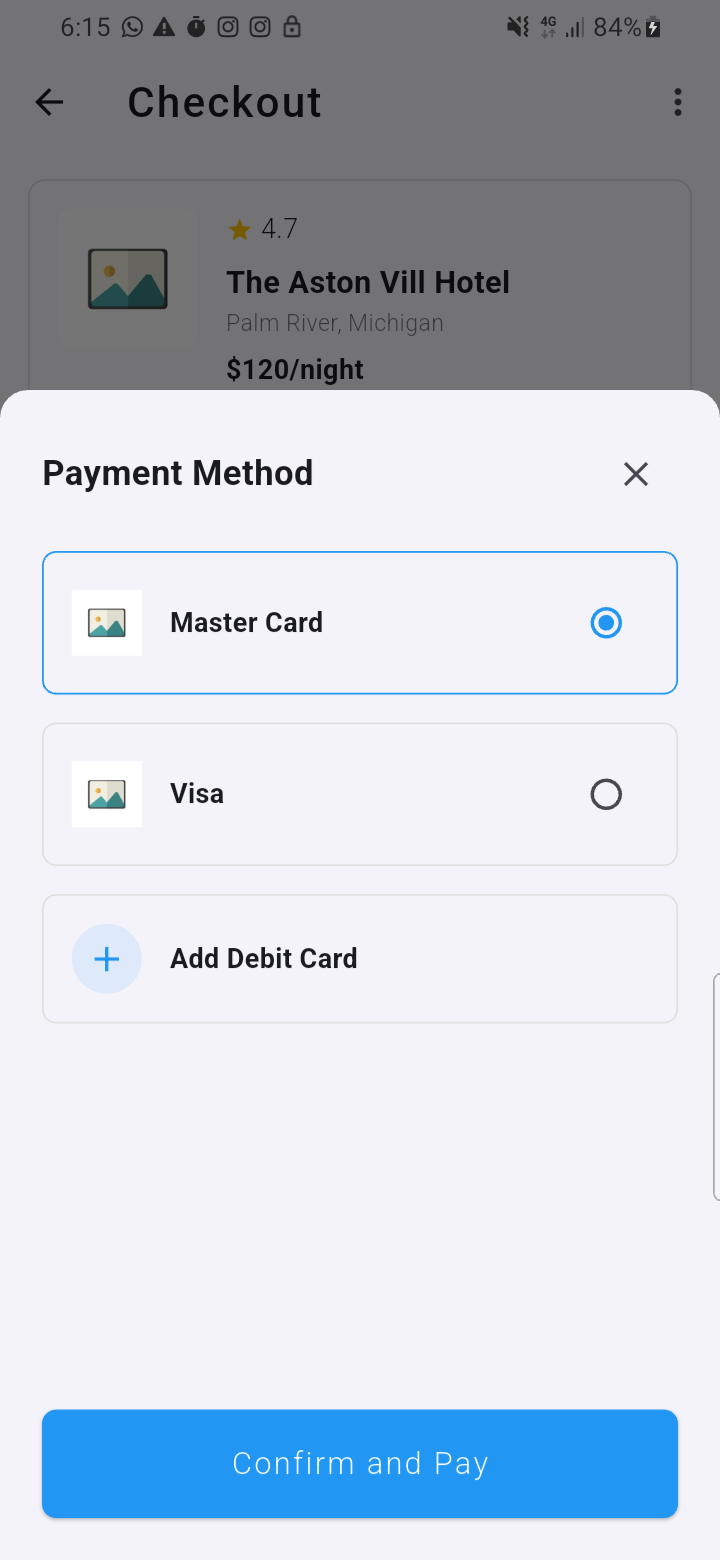 6:15
4G
84%
Checkout
4.7
The Aston Vill Hotel
Palm River, Michigan
$120/night
Payment Method
Master Card
Visa
Add Debit Card
Confirm and Pay